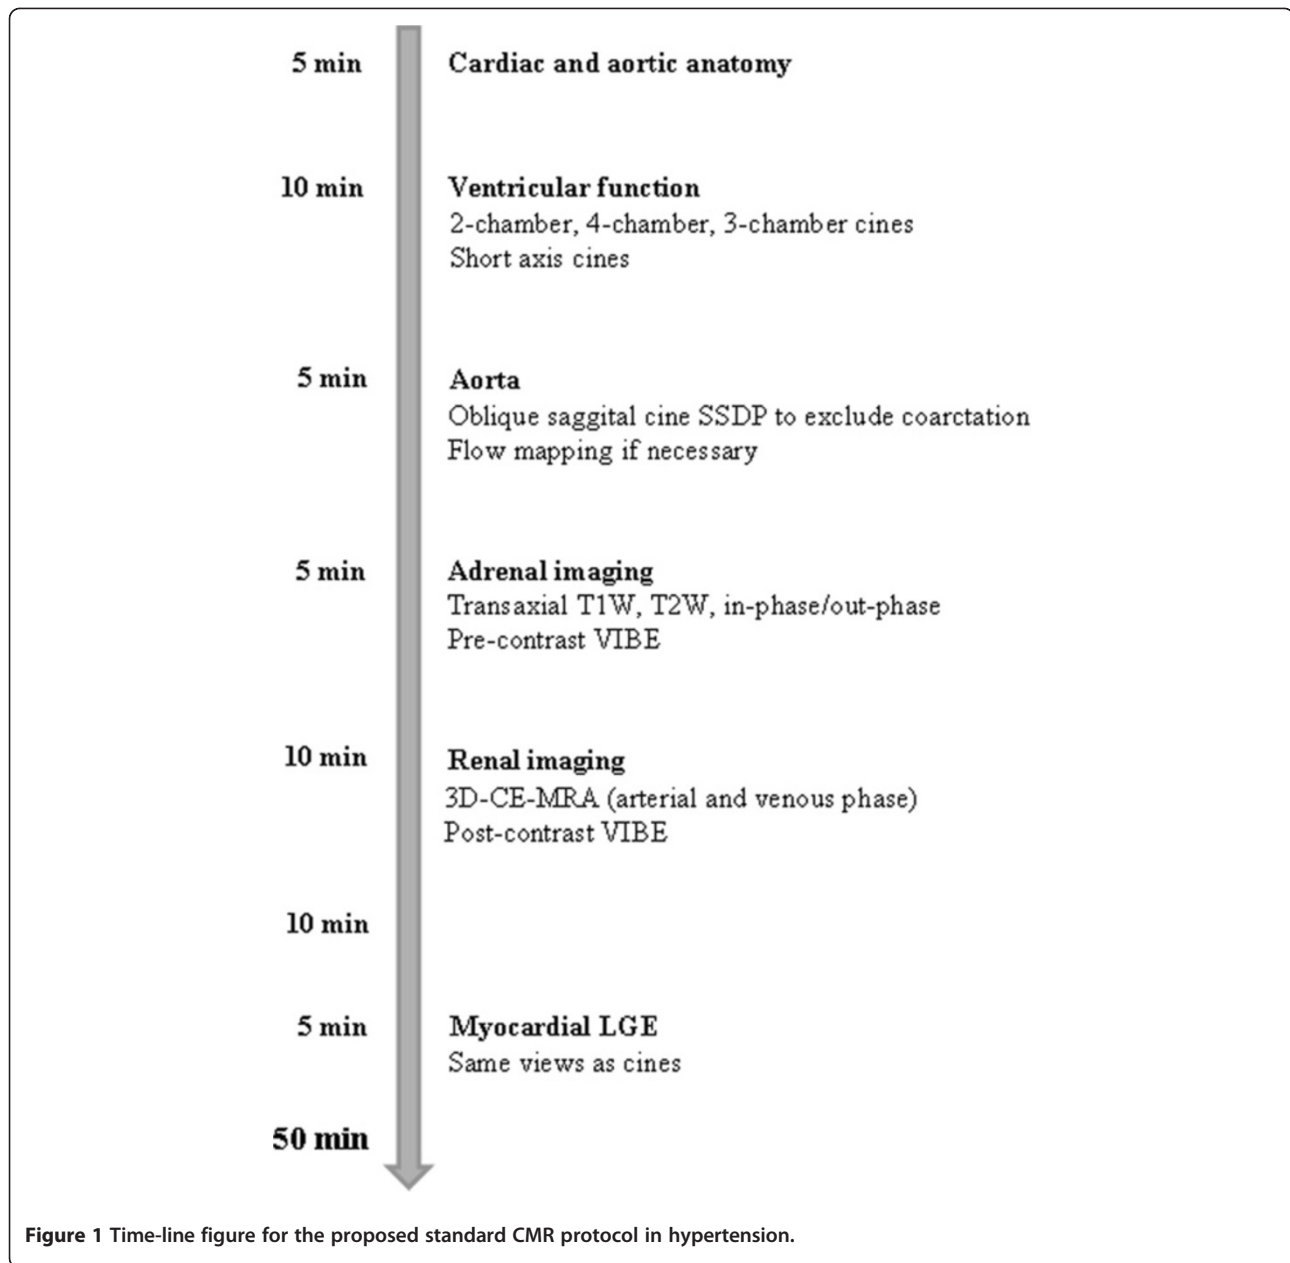 5 min Cardiac and aortic anatomy
10 min Ventricular function
2-chamber, 4-chamber, 3-chamber cines
Short axis cines
5 min Aorta
Oblique saggital cine SSDP to exclude coarctation
Flow mapping if necessary
5 min Adrenal imaging
Transaxial T1W, T2W, in-phase/out-phase
Pre-contrast VIBE
10 min Renal imaging
3D-CE-MRA (arterial and venous phase)
Post-contrast VIBE
10 min
5 min Myocardial LGE
Same views as cines
50 min
Figure 1 Time-line figure for the proposed standard CMR protocol in hypertension.